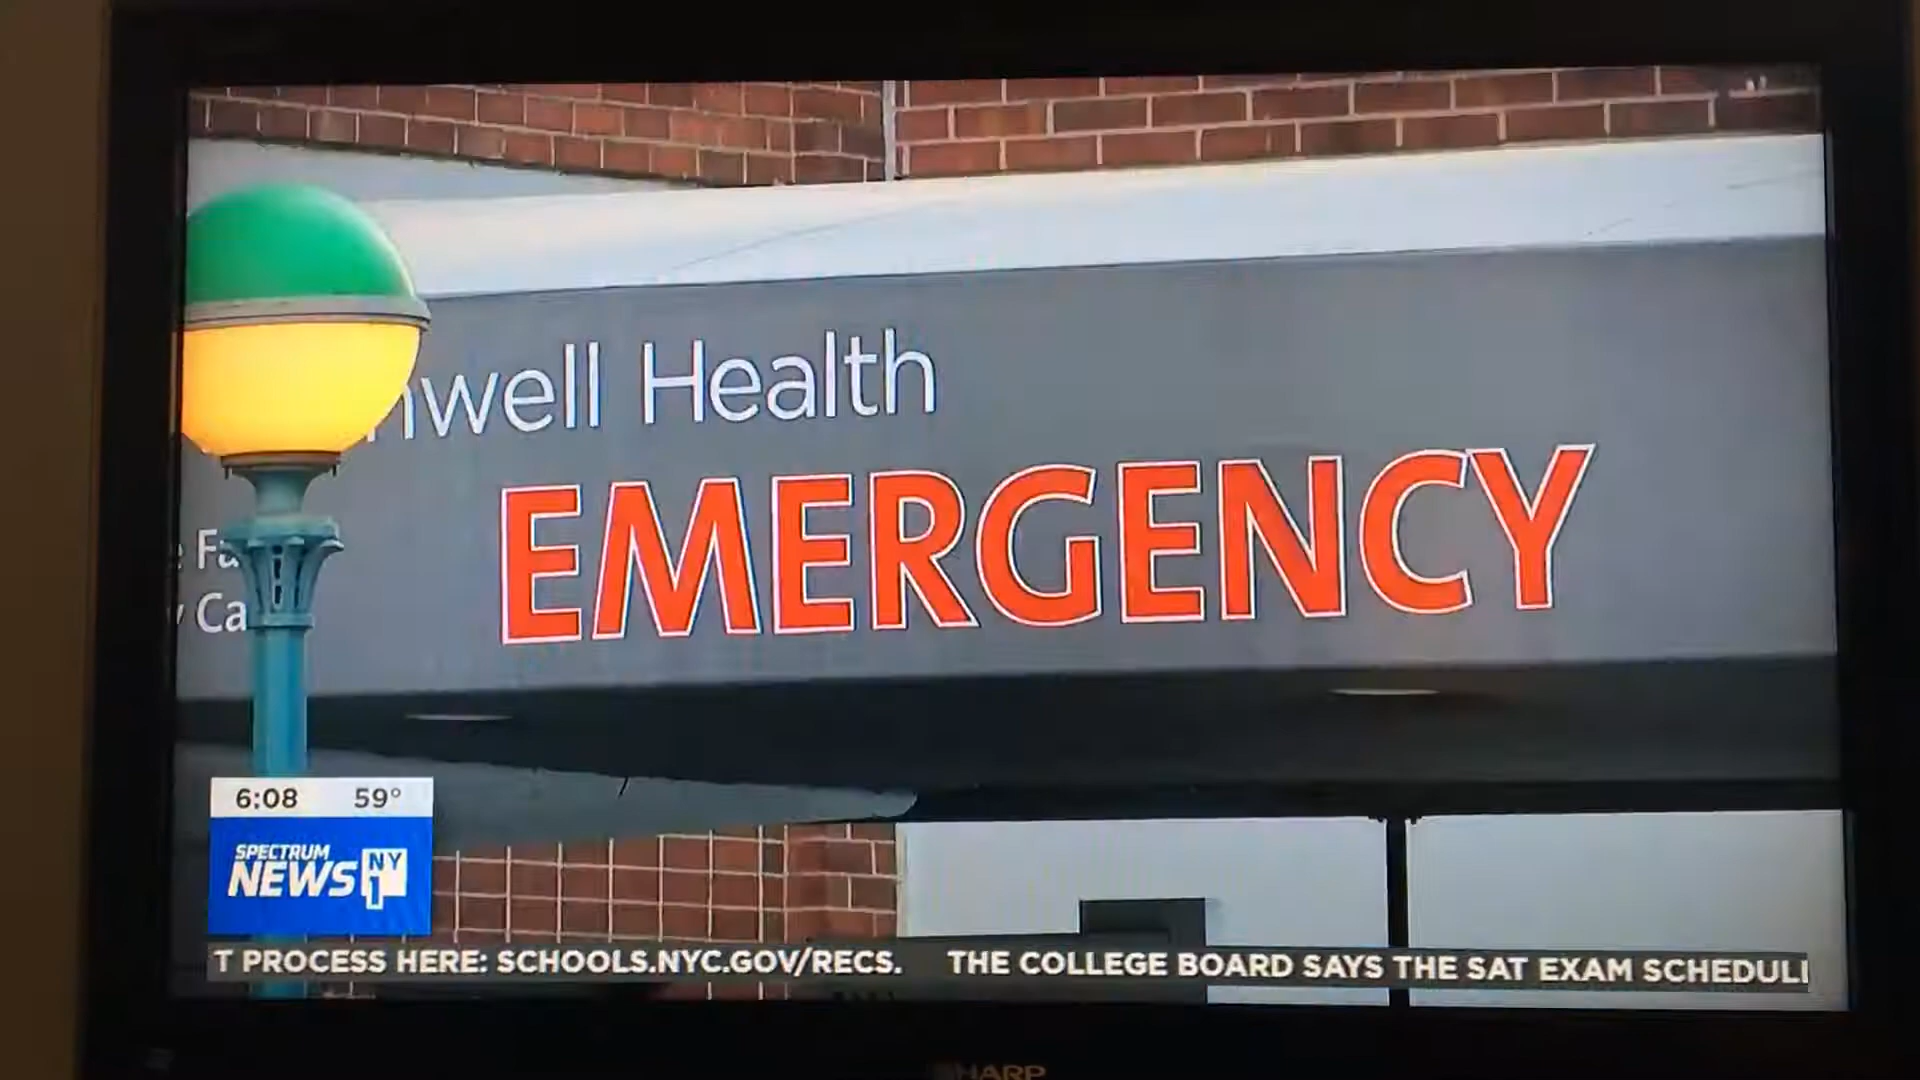 Health
EMERGENCY
6:08 59°
SPECTRUM
NEWS NY
1
PROCESS HERE: SCHOOLS.NYC.GOV/RECS. THE COLLEGE BOARD SAYS THE SAT EXAM